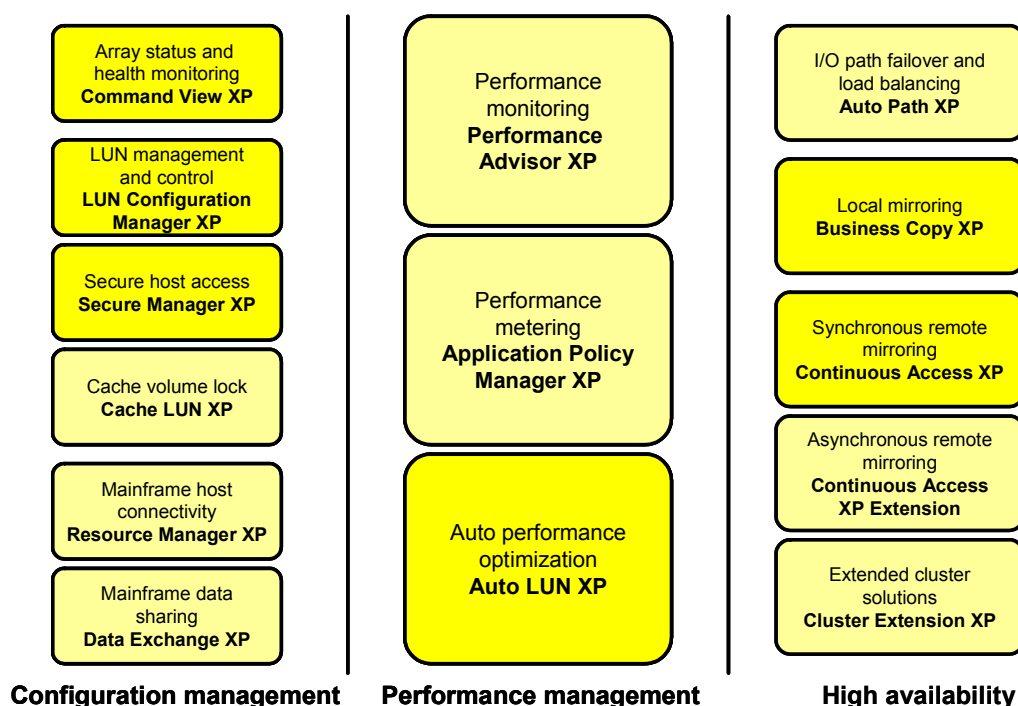 Array status and
health monitoring
Command View XP
LUN management
and control
LUN Configuration
Manager XP
Secure host access
Secure Manager XP
Cache volume lock
Cache LUN XP
Mainframe host
connectivity
Resource Manager XP
Mainframe data
sharing
Data Exchange XP
Configuration management
Performance
monitoring
Performance
Advisor XP
Performance
metering
Application Policy
Manager XP
Auto performance
optimization
Auto LUN XP
Performance management
I/O path failover and
load balancing
Auto Path XP
Local mirroring
Business Copy XP
Synchronous remote
mirroring
Continuous Access XP
Asynchronous remote
mirroring
Continuous Access
XP Extension
Extended cluster
solutions
Cluster Extension XP
High availability